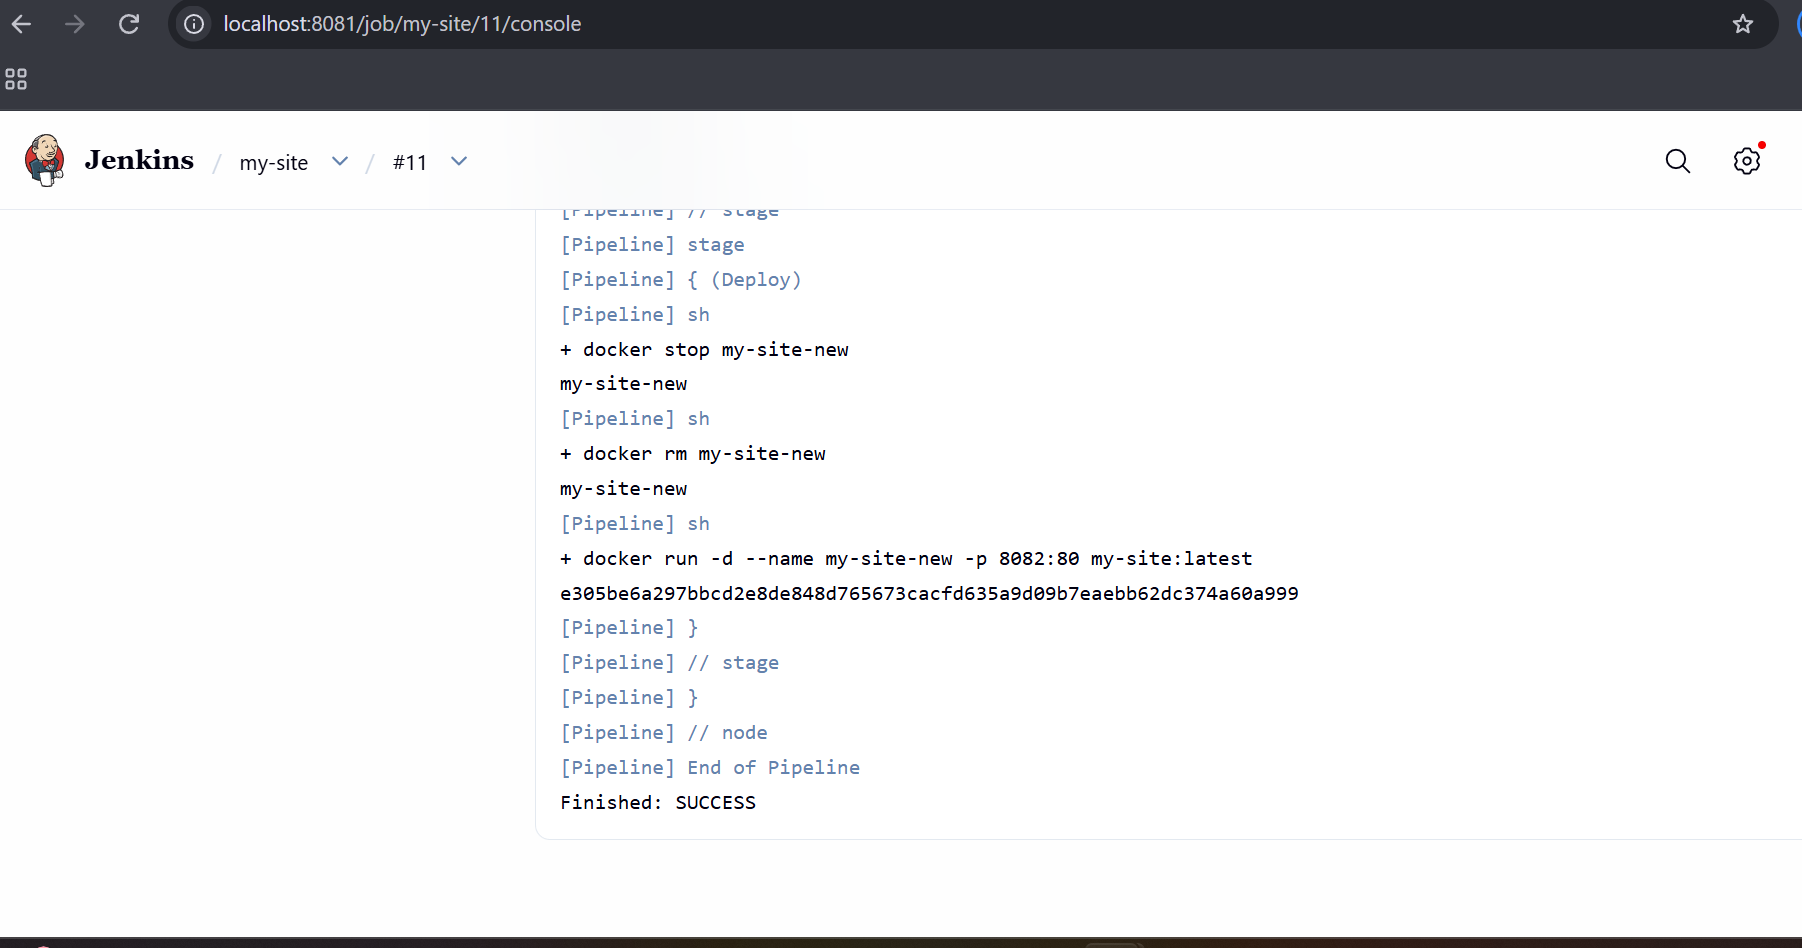 localhost:8081/job/my-site/11/console
Jenkins / my-site / #11
[Pipeline] // stage
[Pipeline] stage
[Pipeline] { (Deploy)
[Pipeline] sh
+ docker stop my-site-new
my-site-new
[Pipeline] sh
+ docker rm my-site-new
my-site-new
[Pipeline] sh
+ docker run -d --name my-site-new -p 8082:80 my-site:latest
e305be6a297bbcd2e8de848d765673cacfd635a9d09b7eaebb62dc374a60a999
[Pipeline] }
[Pipeline] // stage
[Pipeline] }
[Pipeline] // node
[Pipeline] End of Pipeline
Finished: SUCCESS